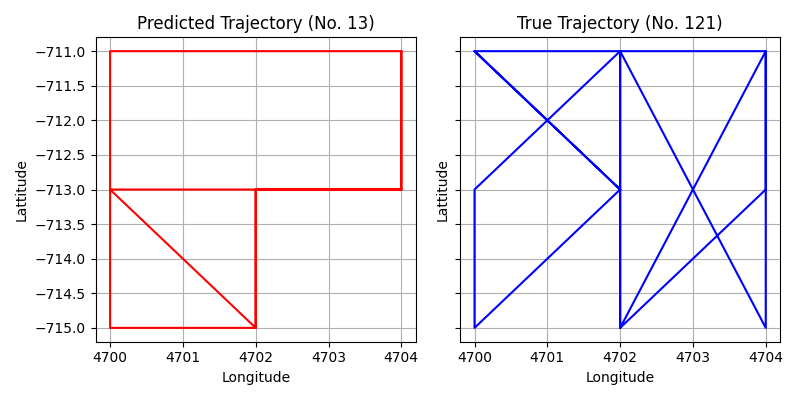 Predicted Trajectory (No. 13)
True Trajectory (No. 121)
Lattitude
−711.0
−711.5
−712.0
−712.5
−713.0
−713.5
−714.0
−714.5
−715.0
4700 4701 4702 4703 4704
Longitude
Lattitude
4700 4701 4702 4703 4704
Longitude